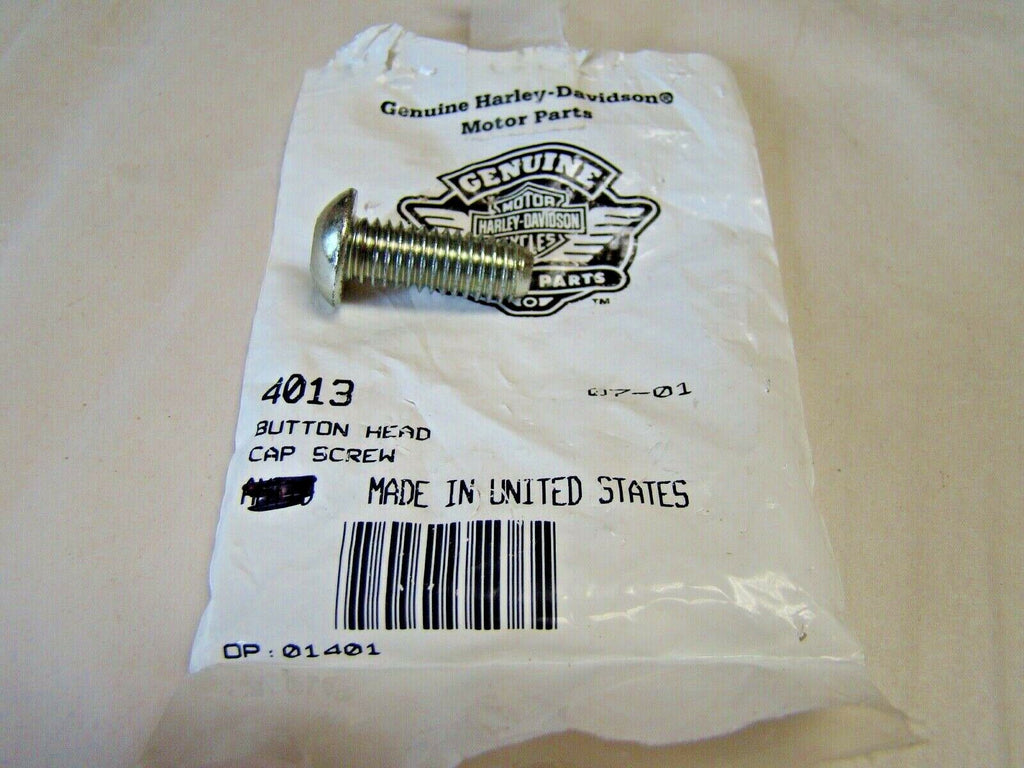 Genuine Harley-Davidson®
Motor Parts
GENUINE
MOTOR
HARLEY-DAVIDSON
CYCLES
PARTS
TM
4013 07-01
BUTTON HEAD
CAP SCREW
MADE IN UNITED STATES
OP:01401